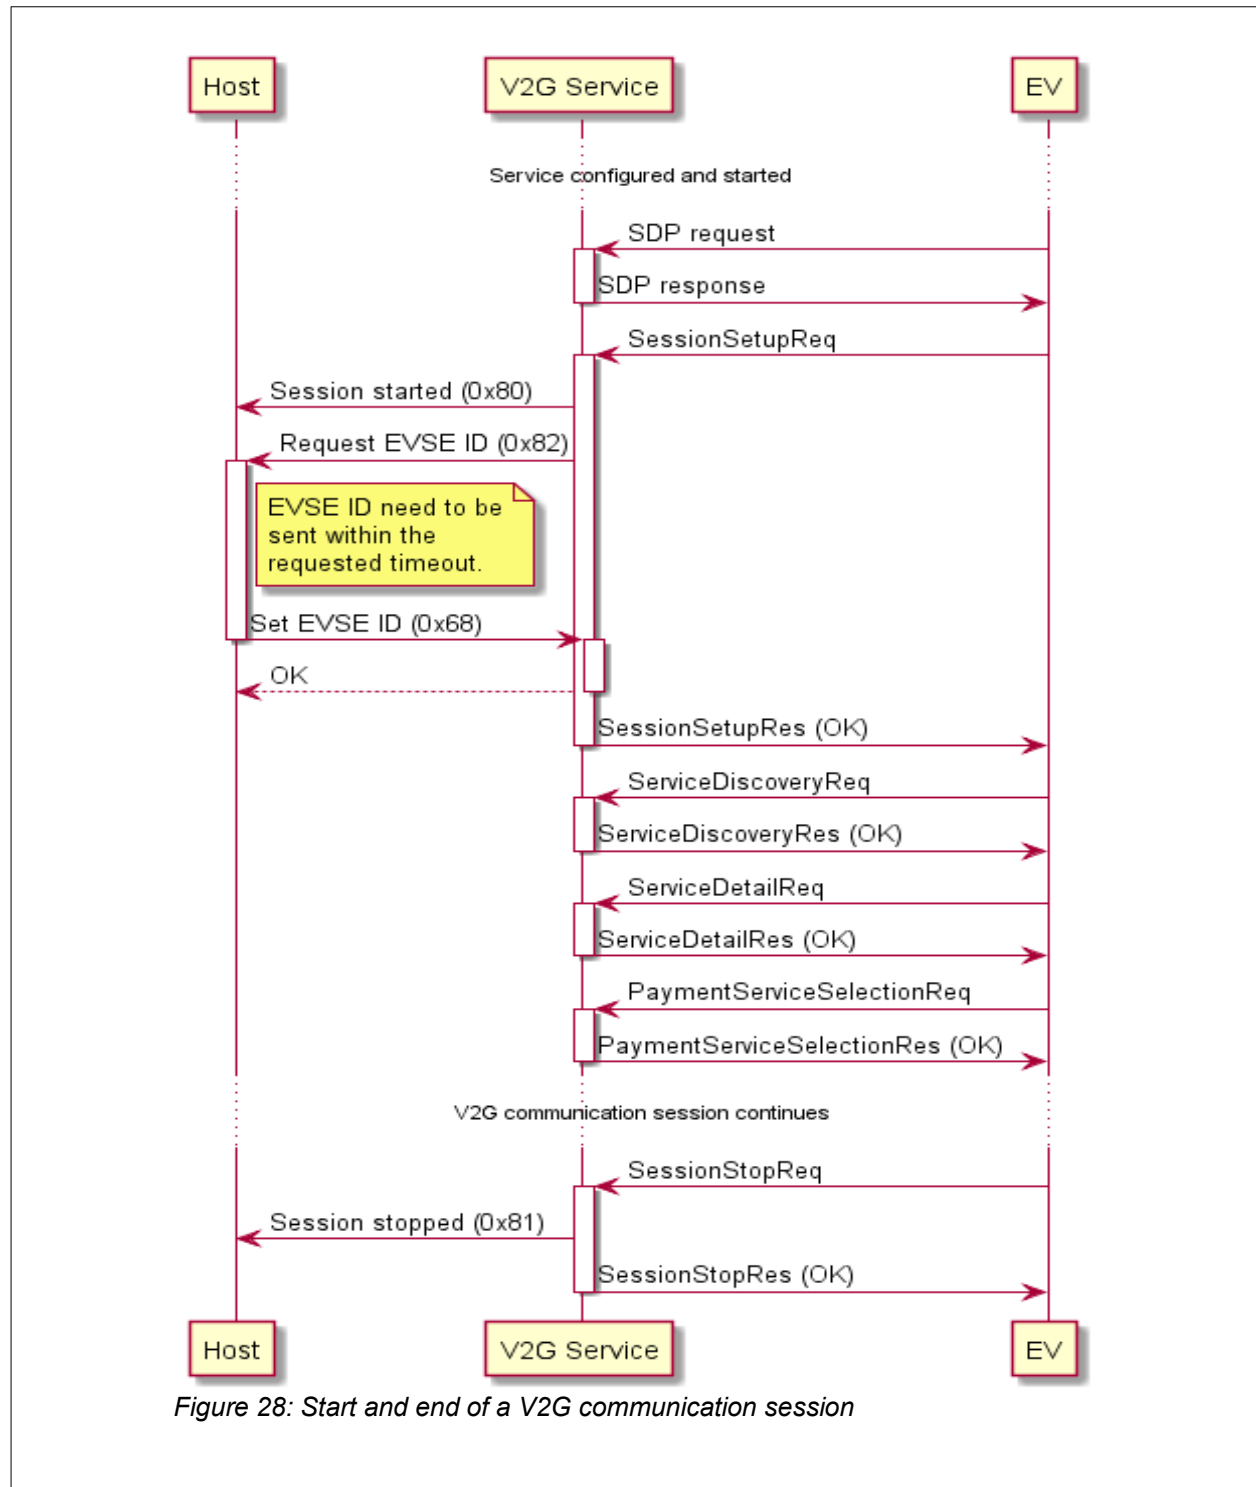 Host
V2G Service
EV
Service configured and started
SDP request
SDP response
SessionSetupReq
Session started (0x80)
Request EVSE ID (0x82)
EVSE ID need to be
sent within the
requested timeout.
Set EVSE ID (0x68)
OK
SessionSetupRes (OK)
ServiceDiscoveryReq
ServiceDiscoveryRes (OK)
ServiceDetailReq
ServiceDetailRes (OK)
PaymentServiceSelectionReq
PaymentServiceSelectionRes (OK)
V2G communication session continues
SessionStopReq
Session stopped (0x81)
SessionStopRes (OK)
Host
V2G Service
EV
Figure 28: Start and end of a V2G communication session